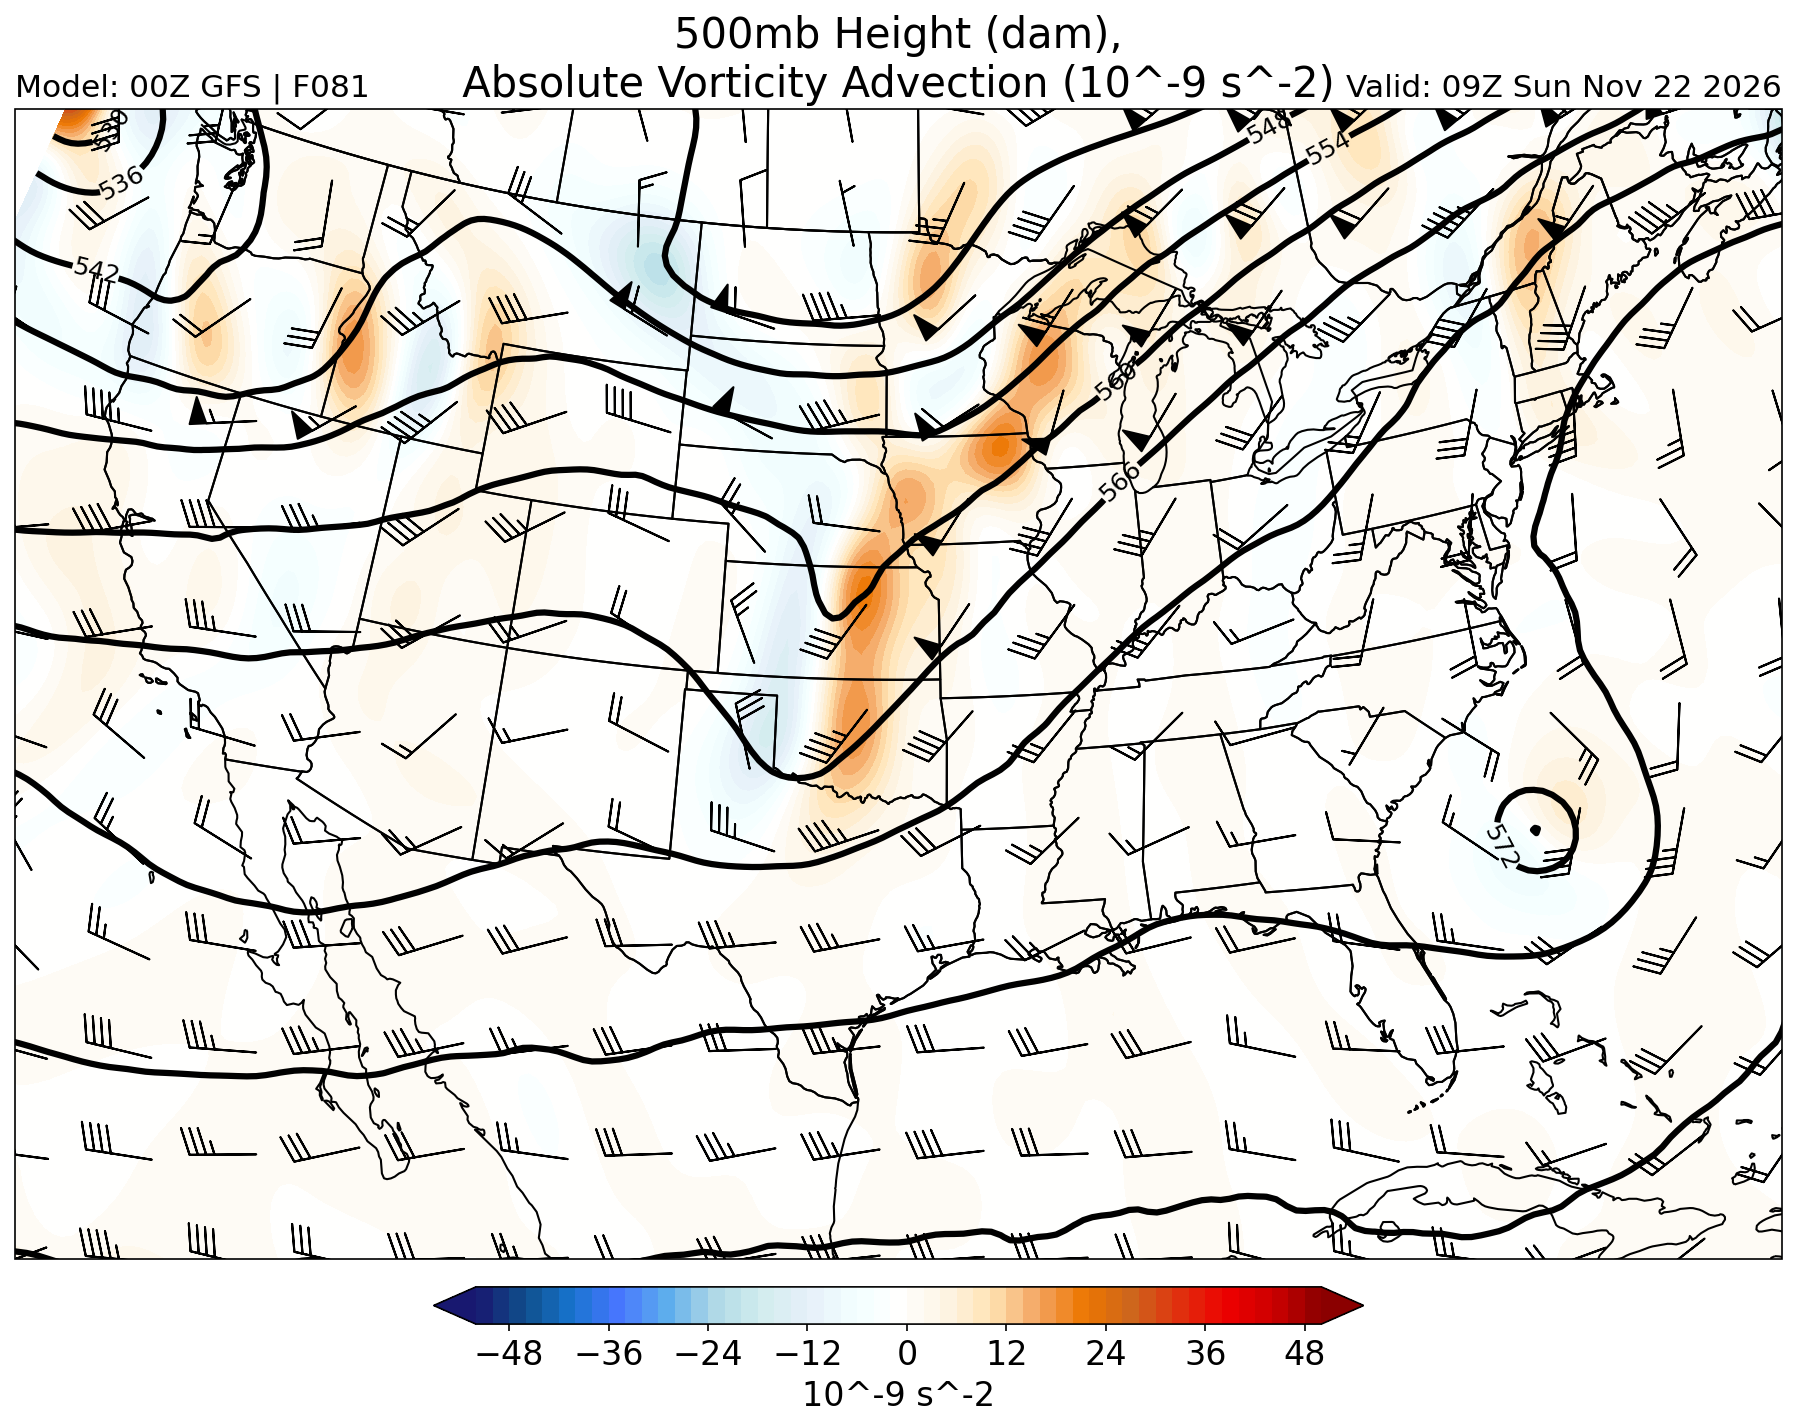 500mb Height (dam),
Model: 00Z GFS | F081
Absolute Vorticity Advection (10^-9 s^-2)
Valid: 09Z Sun Nov 22 2026
530
536
542
548
554
560
566
572
−48 −36 −24 −12 0 12 24 36 48
10^-9 s^-2